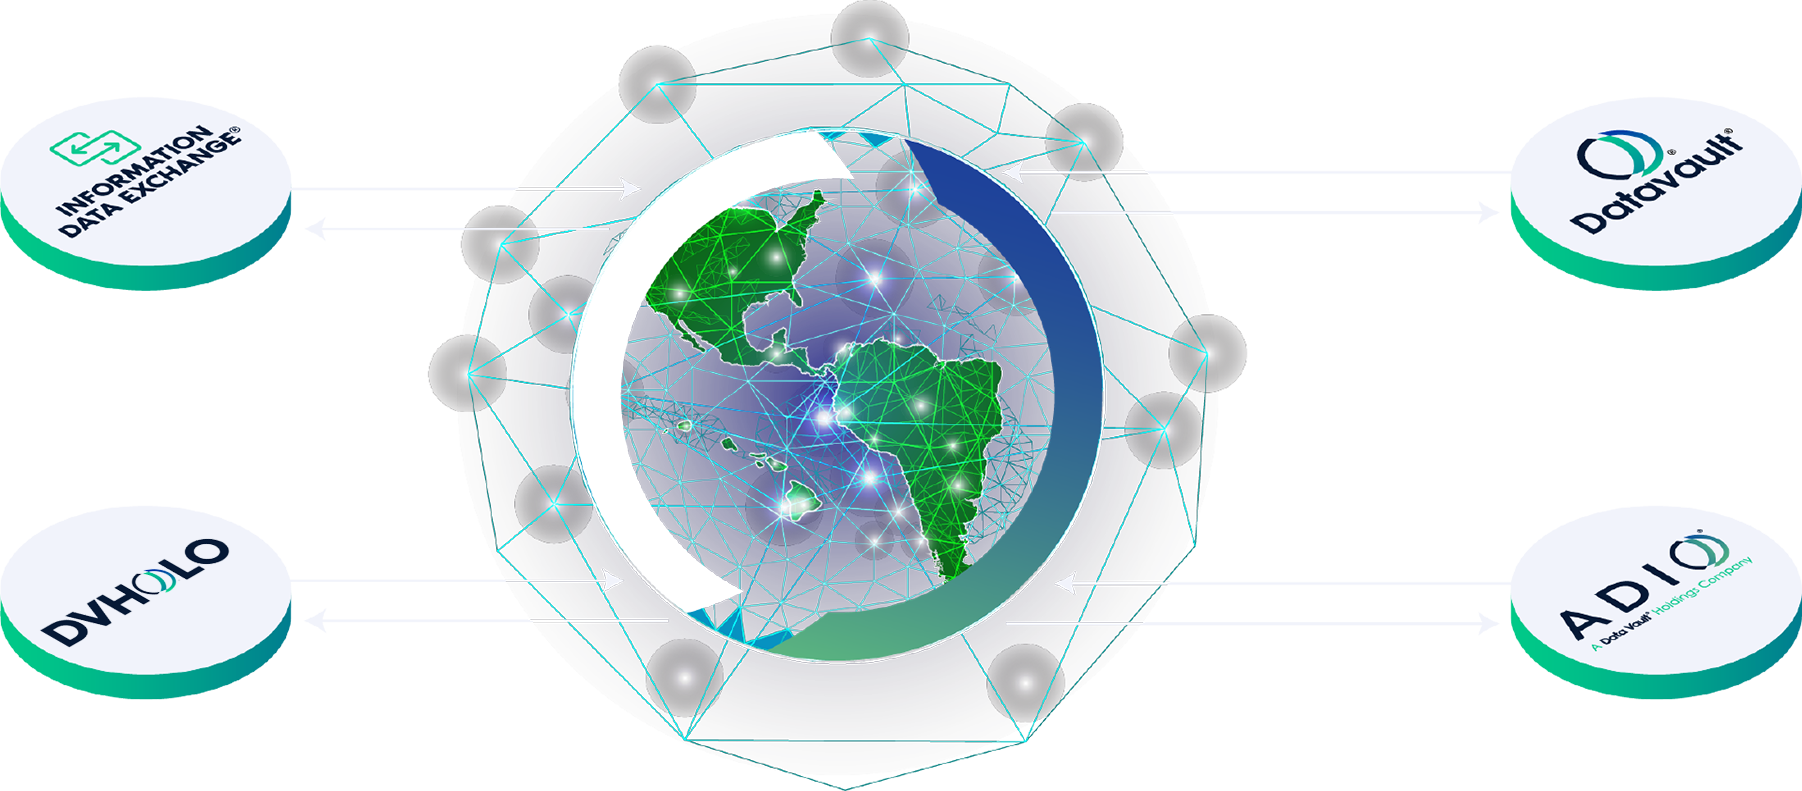 INFORMATION
DATA EXCHANGE®
DataVault®
®
DVHOLO
ADIO®
A Data Vault® Holdings Company